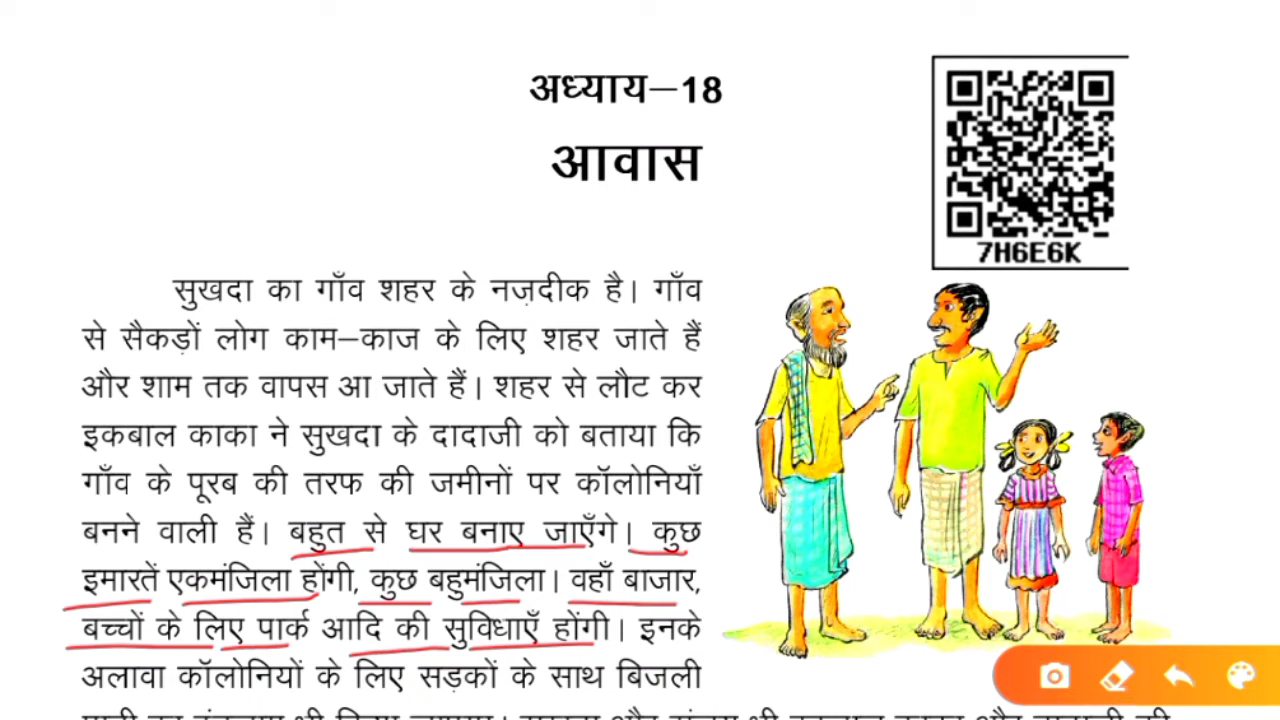 अध्याय–18
आवास
7H6E6K
सुखदा का गाँव शहर के नज़दीक है। गाँव
से सैकड़ों लोग काम–काज के लिए शहर जाते हैं
और शाम तक वापस आ जाते हैं। शहर से लौट कर
इकबाल काका ने सुखदा के दादाजी को बताया कि
गाँव के पूरब की तरफ की जमीनों पर कॉलोनियाँ
बनने वाली हैं। बहुत से घर बनाए जाएँगे। कुछ
इमारतें एकमंजिला होंगी, कुछ बहुमंजिला। वहाँ बाजार,
बच्चों के लिए पार्क आदि की सुविधाएँ होंगी। इनके
अलावा कॉलोनियों के लिए सड़कों के साथ बिजली